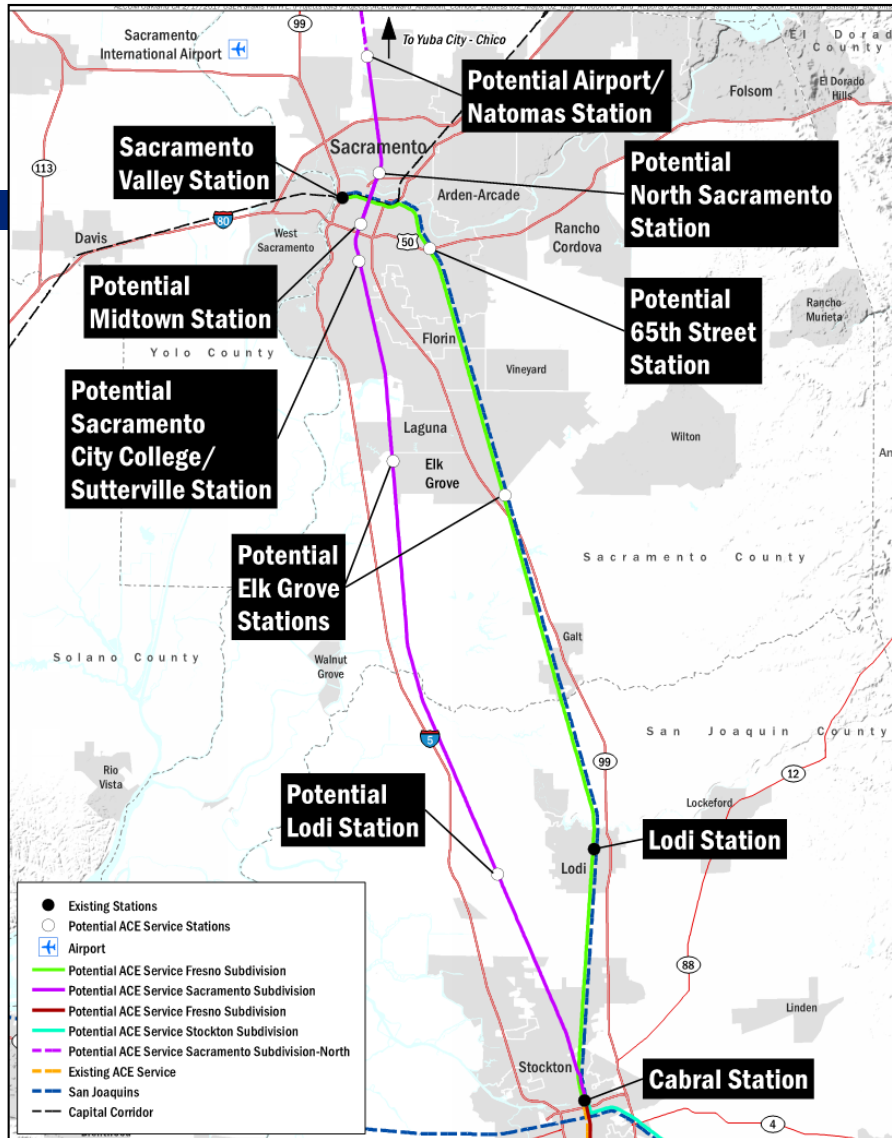 99
To Yuba City - Chico
Sacramento
International Airport
El Dorado
County
El Dorado
Hills
Folsom
Potential Airport/
Natomas Station
Sacramento
Valley Station
Sacramento
Potential
North Sacramento
Station
113
Arden-Arcade
80
Davis
West
Sacramento
50
Rancho
Cordova
Potential
Midtown Station
Potential
65th Street
Station
Rancho
Murieta
Yolo County
Florin
Vineyard
Potential
Sacramento
City College/
Sutterville Station
Laguna
Elk
Grove
Wilton
Potential
Elk Grove
Stations
Sacramento County
Solano County
Walnut
Grove
Galt
San Joaquin County
5
99
12
Rio
Vista
Potential
Lodi Station
Lockeford
Lodi
Lodi Station
Existing Stations
Potential ACE Service Stations
Airport
Potential ACE Service Fresno Subdivision
Potential ACE Service Sacramento Subdivision
Potential ACE Service Fresno Subdivision
Potential ACE Service Stockton Subdivision
Potential ACE Service Sacramento Subdivision-North
Existing ACE Service
San Joaquins
Capital Corridor
88
Linden
Stockton
Cabral Station
4